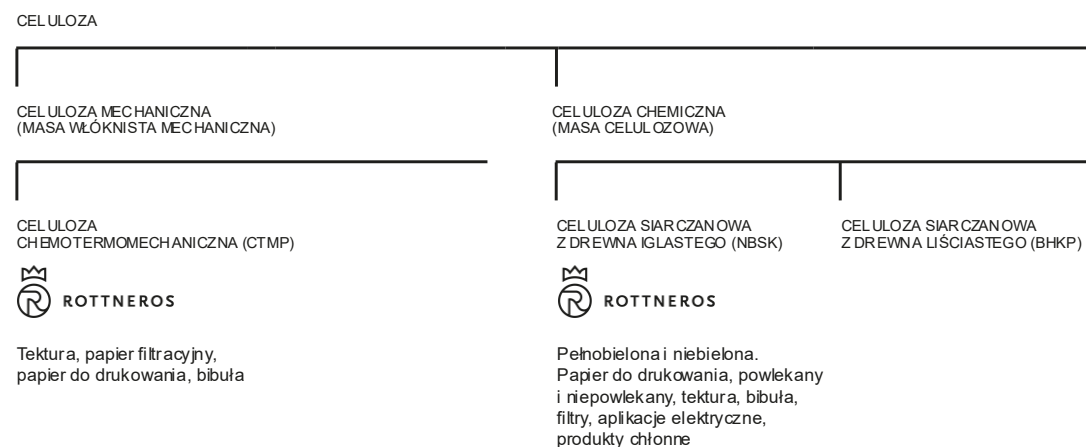 CELULOZA
CELULOZA MECHANICZNA
(MASA WŁÓKNISTA MECHANICZNA)
CELULOZA CHEMICZNA
(MASA CELULOZOWA)
CELULOZA
CHEMOTERMOMECHANICZNA (CTMP)
CELULOZA SIARCZANOWA
Z DREWNA IGLASTEGO (NBSK)
CELULOZA SIARCZANOWA
Z DREWNA LIŚCIASTEGO (BHKP)
ROTTNEROS
ROTTNEROS
Tektura, papier filtracyjny,
papier do drukowania, bibuła
Pełnobielona i niebielona.
Papier do drukowania, powlekany
i niepowlekany, tektura, bibuła,
filtry, aplikacje elektryczne,
produkty chłonne